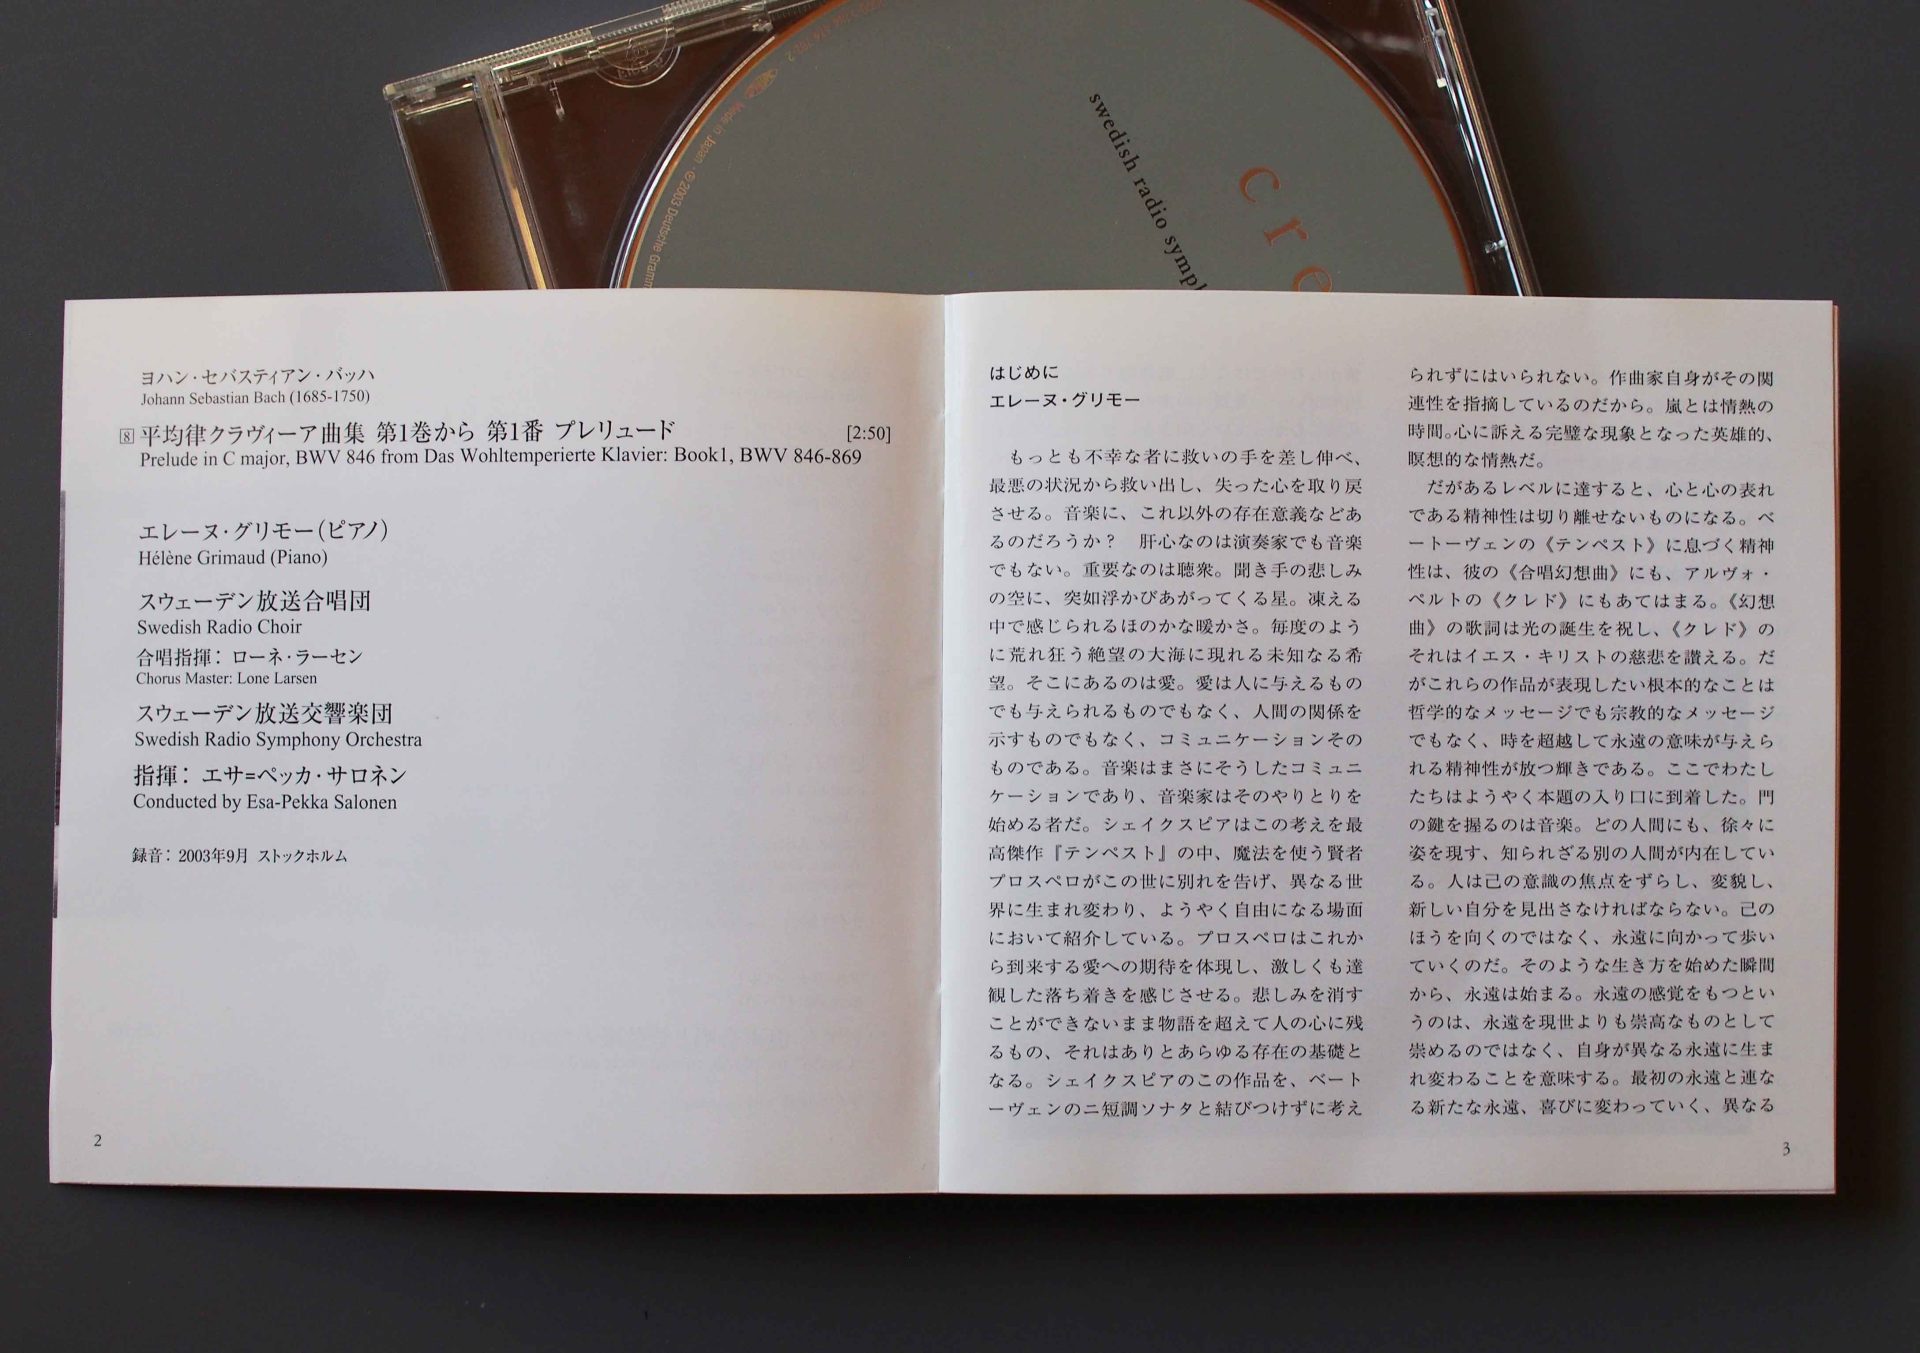 swedish radio symph
cre
Made in Japan ℗ 2003 Deutsche Gramm
ヨハン・セバスティアン・バッハ
Johann Sebastian Bach (1685-1750)
8 平均律クラヴィーア曲集 第1巻から 第1番 プレリュード [2:50]
Prelude in C major, BWV 846 from Das Wohltemperierte Klavier: Book1, BWV 846-869
エレーヌ・グリモー(ピアノ)
Hélène Grimaud (Piano)
スウェーデン放送合唱団
Swedish Radio Choir
合唱指揮：ローネ・ラーセン
Chorus Master: Lone Larsen
スウェーデン放送交響楽団
Swedish Radio Symphony Orchestra
指揮：エサ=ペッカ・サロネン
Conducted by Esa-Pekka Salonen
録音：2003年9月 ストックホルム
2
はじめに
エレーヌ・グリモー
もっとも不幸な者に救いの手を差し伸べ、
最悪の状況から救い出し、失った心を取り戻
させる。音楽に、これ以外の存在意義などあ
るのだろうか？　肝心なのは演奏家でも音楽
でもない。重要なのは聴衆。聞き手の悲しみ
の空に、突如浮かびあがってくる星。凍える
中で感じられるほのかな暖かさ。毎度のよう
に荒れ狂う絶望の大海に現れる未知なる希
望。そこにあるのは愛。愛は人に与えるもの
でも与えられるものでもなく、人間の関係を
示すものでもなく、コミュニケーションその
ものである。音楽はまさにそうしたコミュニ
ケーションであり、音楽家はそのやりとりを
始める者だ。シェイクスピアはこの考えを最
高傑作『テンペスト』の中、魔法を使う賢者
プロスペロがこの世に別れを告げ、異なる世
界に生まれ変わり、ようやく自由になる場面
において紹介している。プロスペロはこれか
ら到来する愛への期待を体現し、激しくも達
観した落ち着きを感じさせる。悲しみを消す
ことができないまま物語を超えて人の心に残
るもの、それはありとあらゆる存在の基礎と
なる。シェイクスピアのこの作品を、ベート
ーヴェンのニ短調ソナタと結びつけずに考え
られずにはいられない。作曲家自身がその関
連性を指摘しているのだから。嵐とは情熱の
時間。心に訴える完璧な現象となった英雄的、
瞑想的な情熱だ。
だがあるレベルに達すると、心と心の表れ
である精神性は切り離せないものになる。ベ
ートーヴェンの《テンペスト》に息づく精神
性は、彼の《合唱幻想曲》にも、アルヴォ・
ペルトの《クレド》にもあてはまる。《幻想
曲》の歌詞は光の誕生を祝し、《クレド》の
それはイエス・キリストの慈悲を讃える。だ
がこれらの作品が表現したい根本的なことは
哲学的なメッセージでも宗教的なメッセージ
でもなく、時を超越して永遠の意味が与えら
れる精神性が放つ輝きである。ここでわたし
たちはようやく本題の入り口に到着した。門
の鍵を握るのは音楽。どの人間にも、徐々に
姿を現す、知られざる別の人間が内在してい
る。人は己の意識の焦点をずらし、変貌し、
新しい自分を見出さなければならない。己の
ほうを向くのではなく、永遠に向かって歩い
ていくのだ。そのような生き方を始めた瞬間
から、永遠は始まる。永遠の感覚をもつとい
うのは、永遠を現世よりも崇高なものとして
崇めるのではなく、自身が異なる永遠に生ま
れ変わることを意味する。最初の永遠と連な
る新たな永遠、喜びに変わっていく、異なる
3